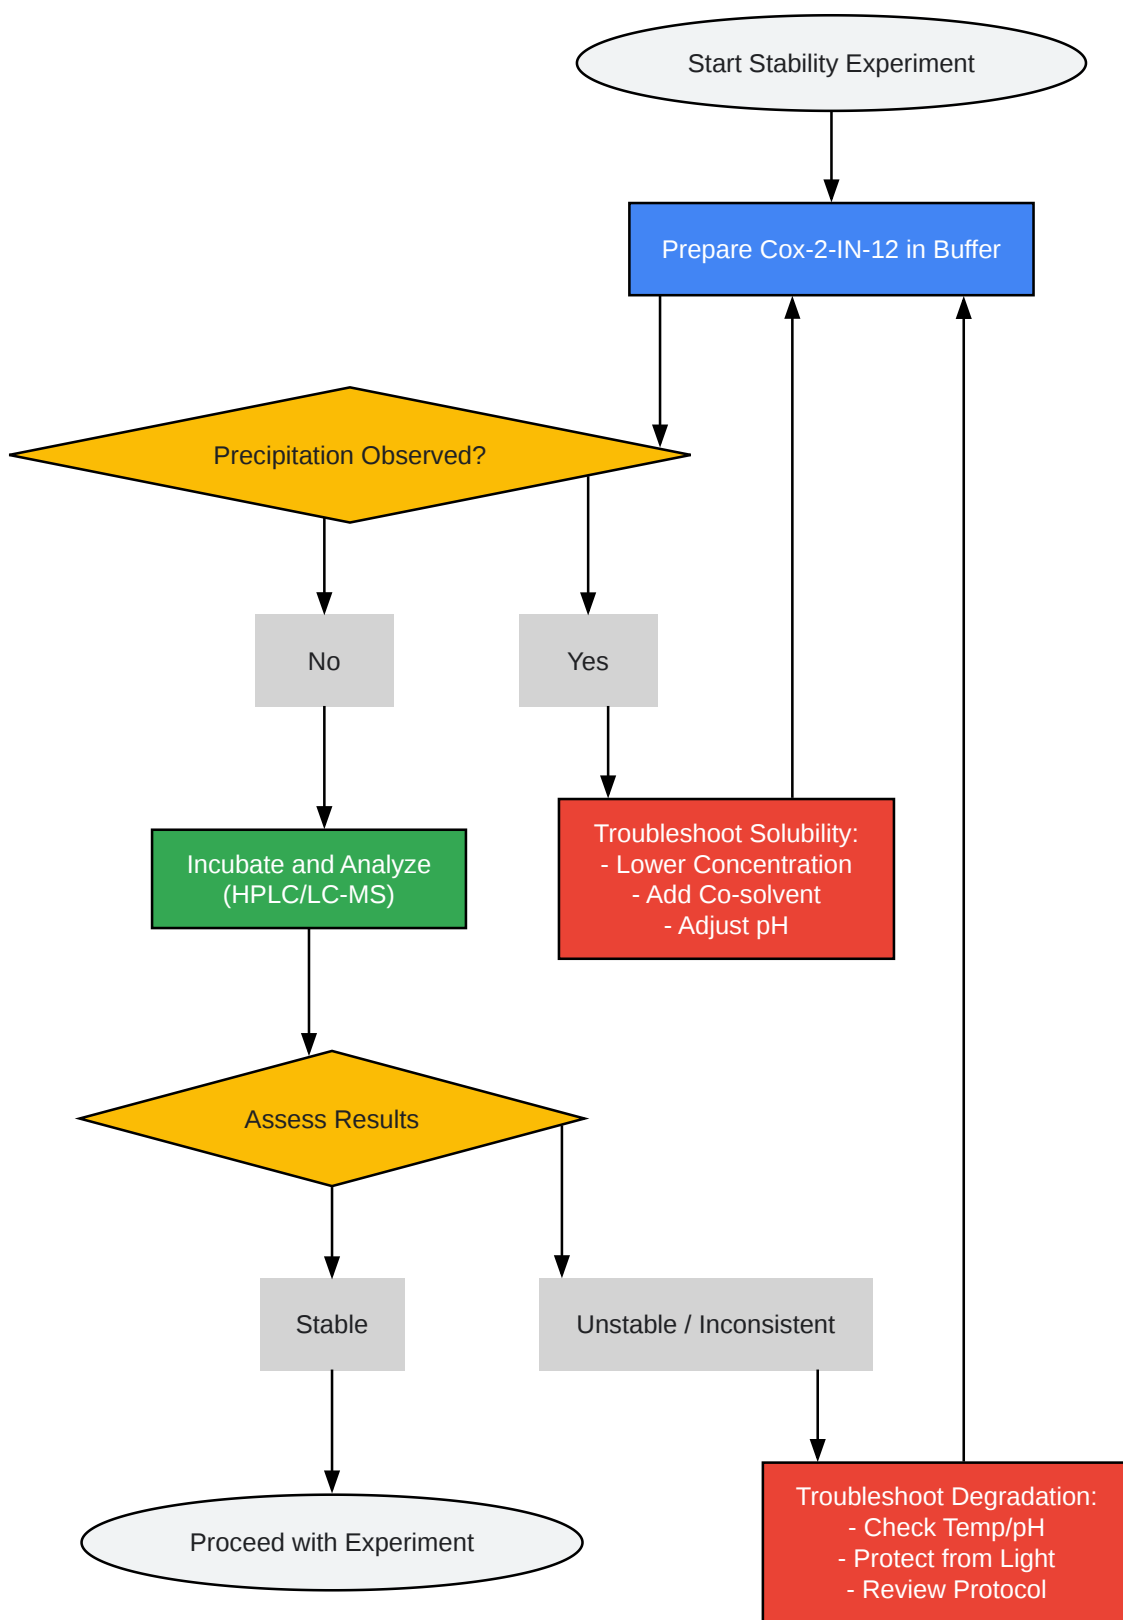 Start Stability Experiment
Prepare Cox-2-IN-12 in Buffer
Precipitation Observed?
No
Yes
Incubate and Analyze
(HPLC/LC-MS)
Troubleshoot Solubility:
- Lower Concentration
- Add Co-solvent
- Adjust pH
Assess Results
Stable
Unstable / Inconsistent
Proceed with Experiment
Troubleshoot Degradation:
- Check Temp/pH
- Protect from Light
- Review Protocol